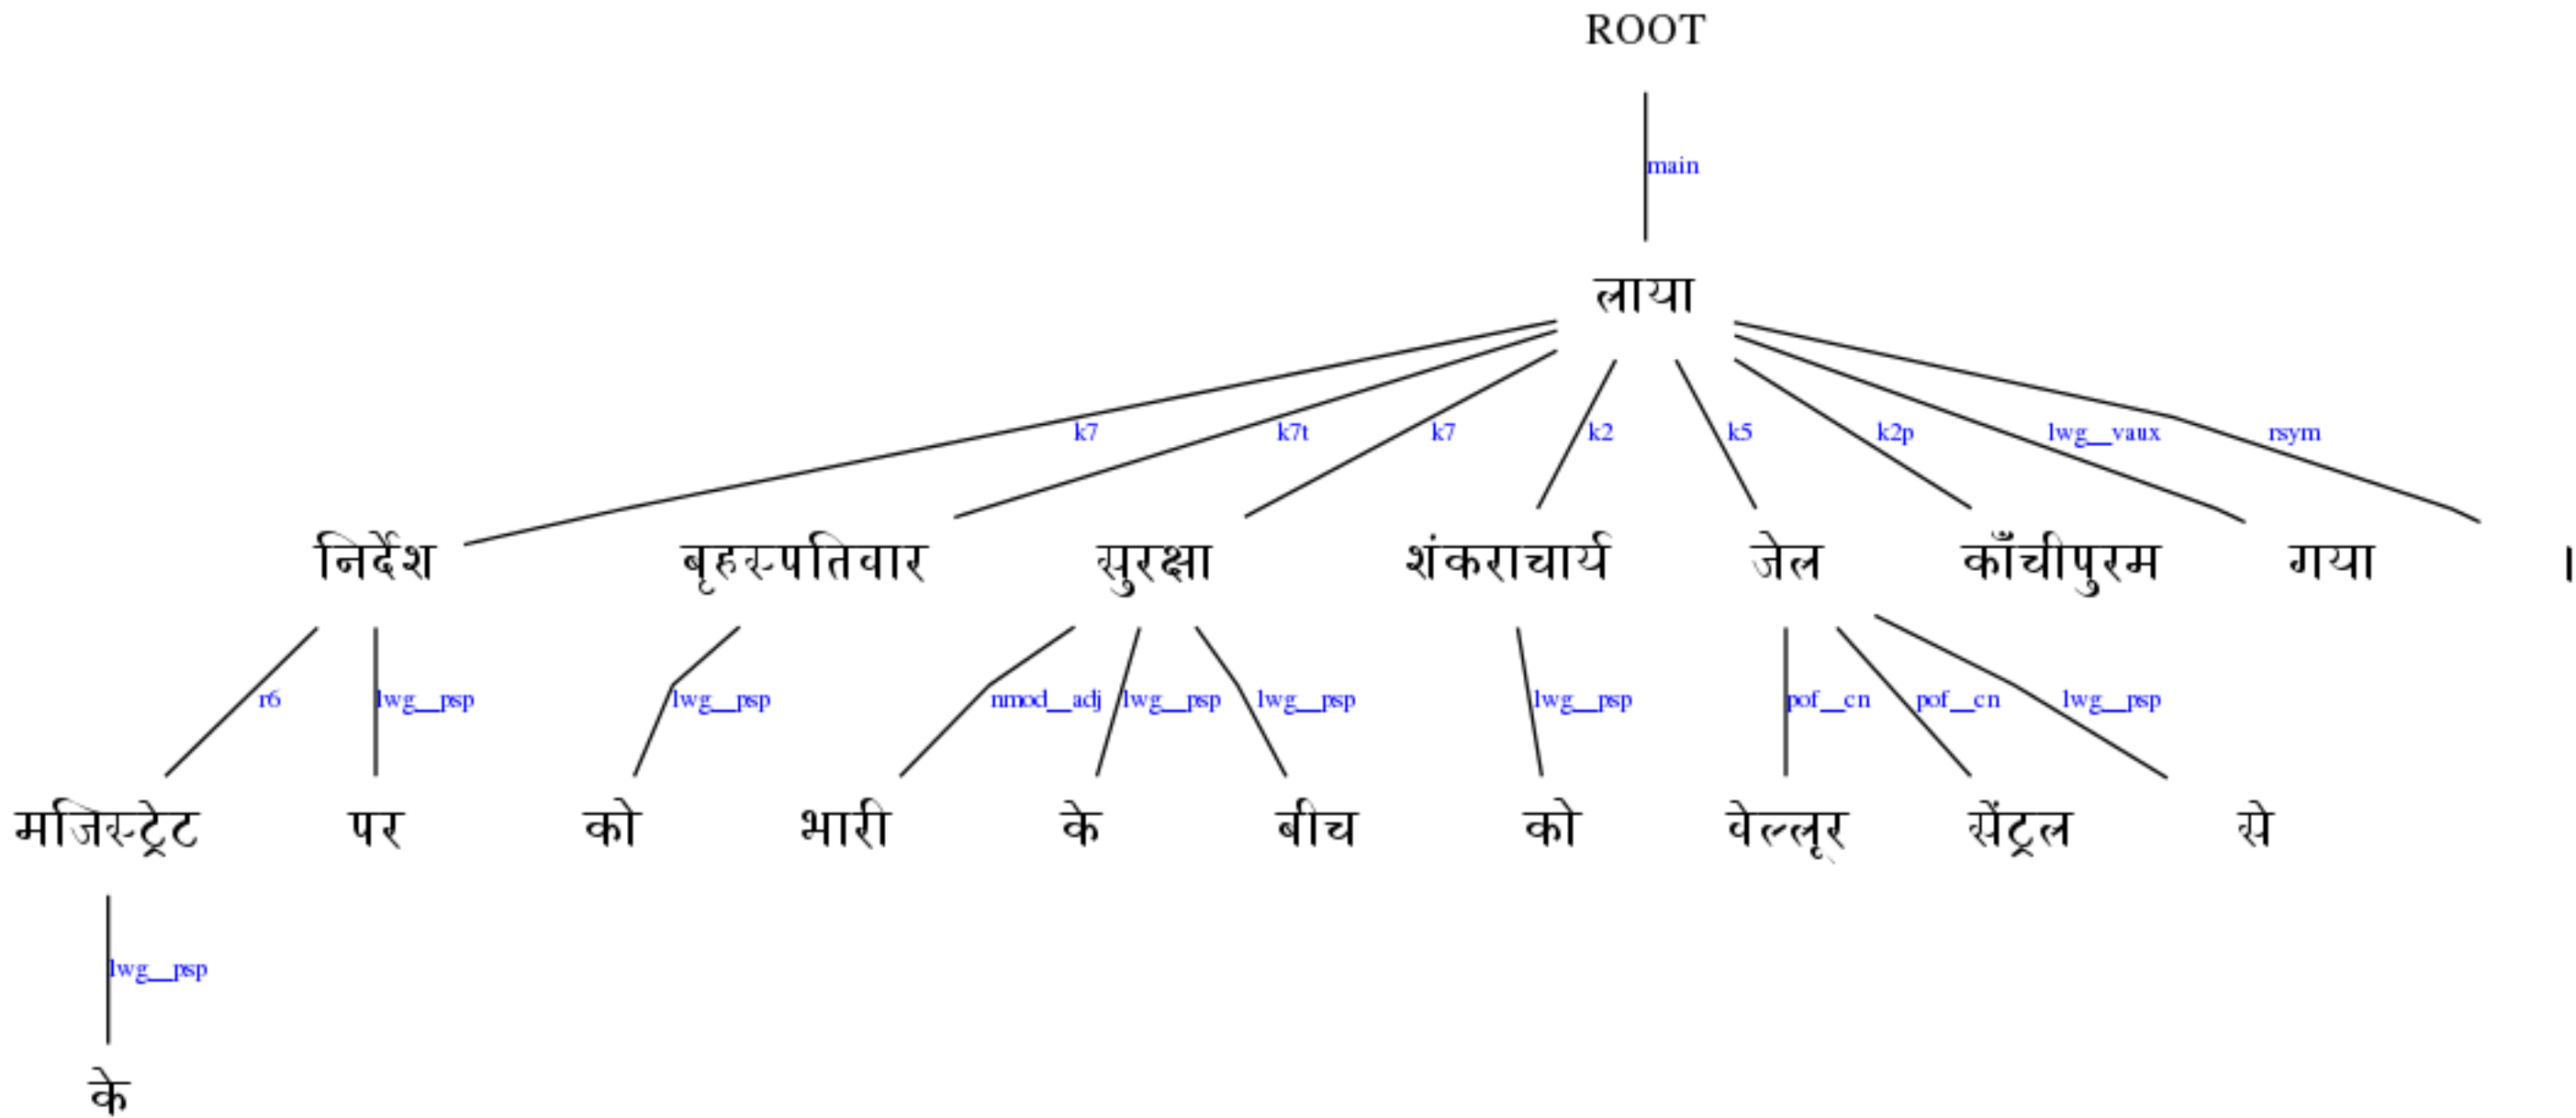 ROOT
main
लाया
k7 k7t k7 k2 k5 k2p lwg__vaux rsym
निर्देश बृहस्पतिवार सुरक्षा शंकराचार्य जेल काँचीपुरम गया ।
r6 lwg__psp lwg__psp nmod__adj lwg__psp lwg__psp lwg__psp pof__cn pof__cn lwg__psp
मजिस्ट्रेट पर को भारी के बीच को वेल्लूर सेंट्रल से
lwg__psp
के